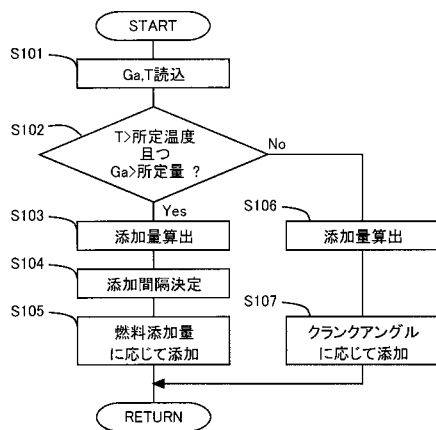 START
S101
Ga,T読込
S102
T>所定温度
且つ
Ga>所定量 ?
No
Yes
S103
添加量算出
S106
添加量算出
S104
添加間隔決定
S105
燃料添加量
に応じて添加
S107
クランクアングル
に応じて添加
RETURN